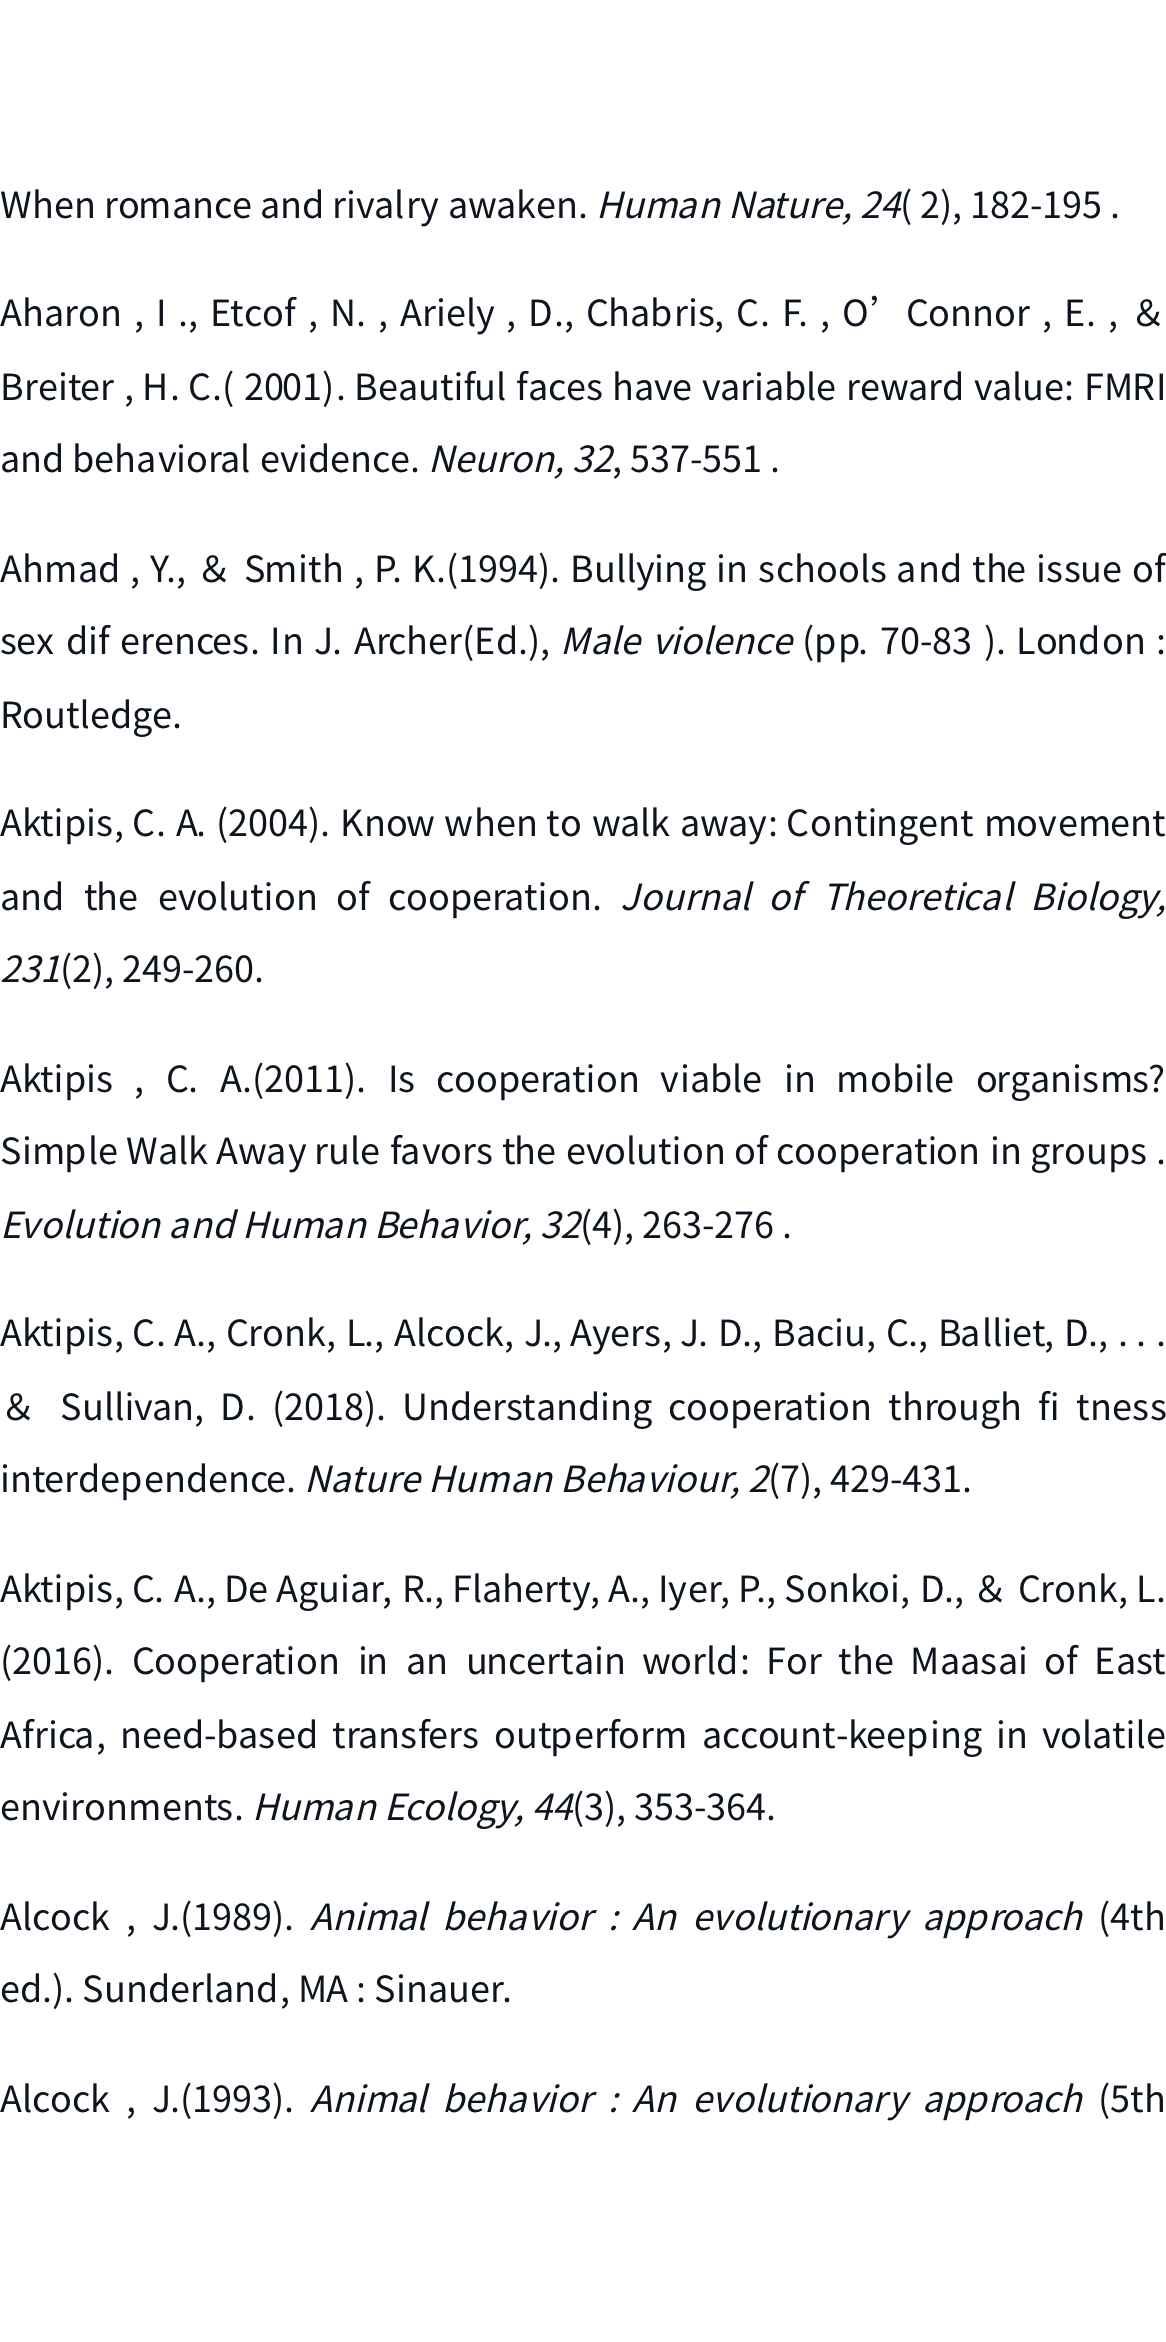 When romance and rivalry awaken. Human Nature, 24( 2), 182-195 .
Aharon , I ., Etcof , N. , Ariely , D., Chabris, C. F. , O’ Connor , E. , &
Breiter , H. C.( 2001). Beautiful faces have variable reward value: FMRI
and behavioral evidence. Neuron, 32, 537-551 .
Ahmad , Y., & Smith , P. K.(1994). Bullying in schools and the issue of
sex dif erences. In J. Archer(Ed.), Male violence (pp. 70-83 ). London :
Routledge.
Aktipis, C. A. (2004). Know when to walk away: Contingent movement
and the evolution of cooperation. Journal of Theoretical Biology,
231(2), 249-260.
Aktipis , C. A.(2011). Is cooperation viable in mobile organisms?
Simple Walk Away rule favors the evolution of cooperation in groups .
Evolution and Human Behavior, 32(4), 263-276 .
Aktipis, C. A., Cronk, L., Alcock, J., Ayers, J. D., Baciu, C., Balliet, D., . . .
& Sullivan, D. (2018). Understanding cooperation through fi tness
interdependence. Nature Human Behaviour, 2(7), 429-431.
Aktipis, C. A., De Aguiar, R., Flaherty, A., Iyer, P., Sonkoi, D., & Cronk, L.
(2016). Cooperation in an uncertain world: For the Maasai of East
Africa, need-based transfers outperform account-keeping in volatile
environments. Human Ecology, 44(3), 353-364.
Alcock , J.(1989). Animal behavior : An evolutionary approach (4th
ed.). Sunderland, MA : Sinauer.
Alcock , J.(1993). Animal behavior : An evolutionary approach (5th